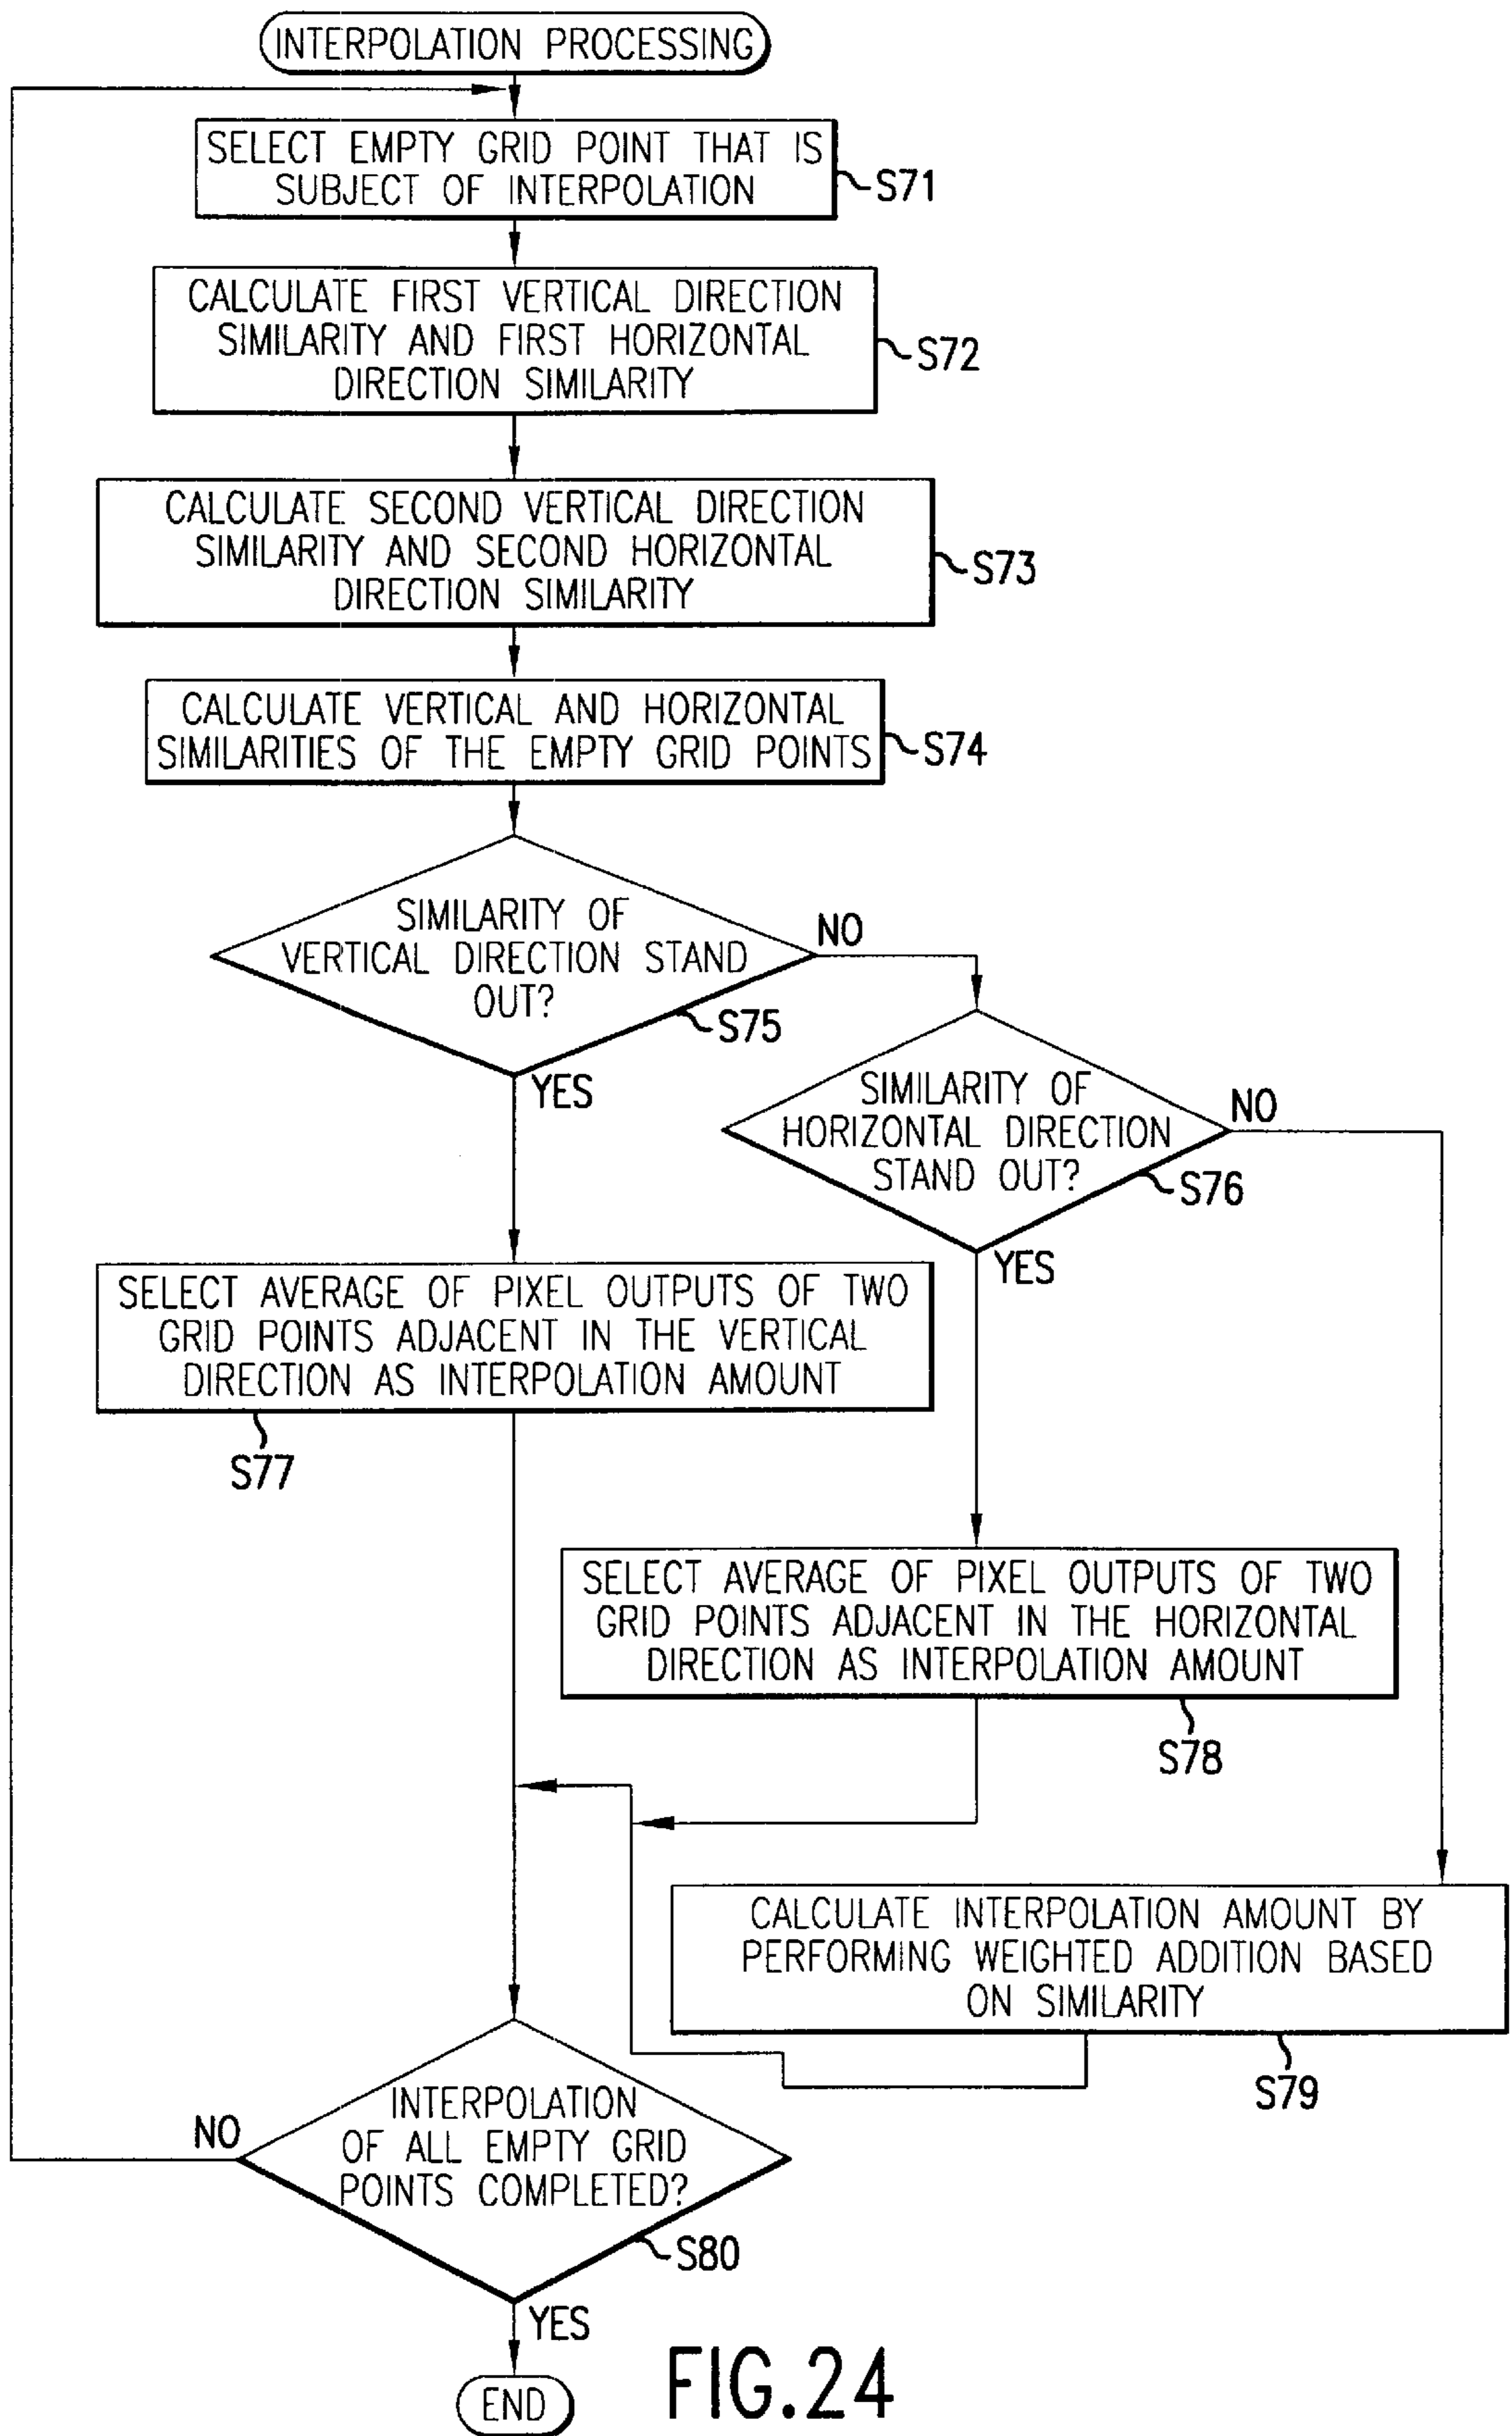 INTERPOLATION PROCESSING
SELECT EMPTY GRID POINT THAT IS
SUBJECT OF INTERPOLATION
S71
CALCULATE FIRST VERTICAL DIRECTION
SIMILARITY AND FIRST HORIZONTAL
DIRECTION SIMILARITY
S72
CALCULATE SECOND VERTICAL DIRECTION
SIMILARITY AND SECOND HORIZONTAL
DIRECTION SIMILARITY
S73
CALCULATE VERTICAL AND HORIZONTAL
SIMILARITIES OF THE EMPTY GRID POINTS
S74
SIMILARITY OF
VERTICAL DIRECTION STAND
OUT?
NO
S75
YES
SIMILARITY OF
HORIZONTAL DIRECTION
STAND OUT?
NO
S76
YES
SELECT AVERAGE OF PIXEL OUTPUTS OF TWO
GRID POINTS ADJACENT IN THE VERTICAL
DIRECTION AS INTERPOLATION AMOUNT
S77
SELECT AVERAGE OF PIXEL OUTPUTS OF TWO
GRID POINTS ADJACENT IN THE HORIZONTAL
DIRECTION AS INTERPOLATION AMOUNT
S78
CALCULATE INTERPOLATION AMOUNT BY
PERFORMING WEIGHTED ADDITION BASED
ON SIMILARITY
S79
INTERPOLATION
OF ALL EMPTY GRID
POINTS COMPLETED?
NO
S80
YES
END
FIG.24